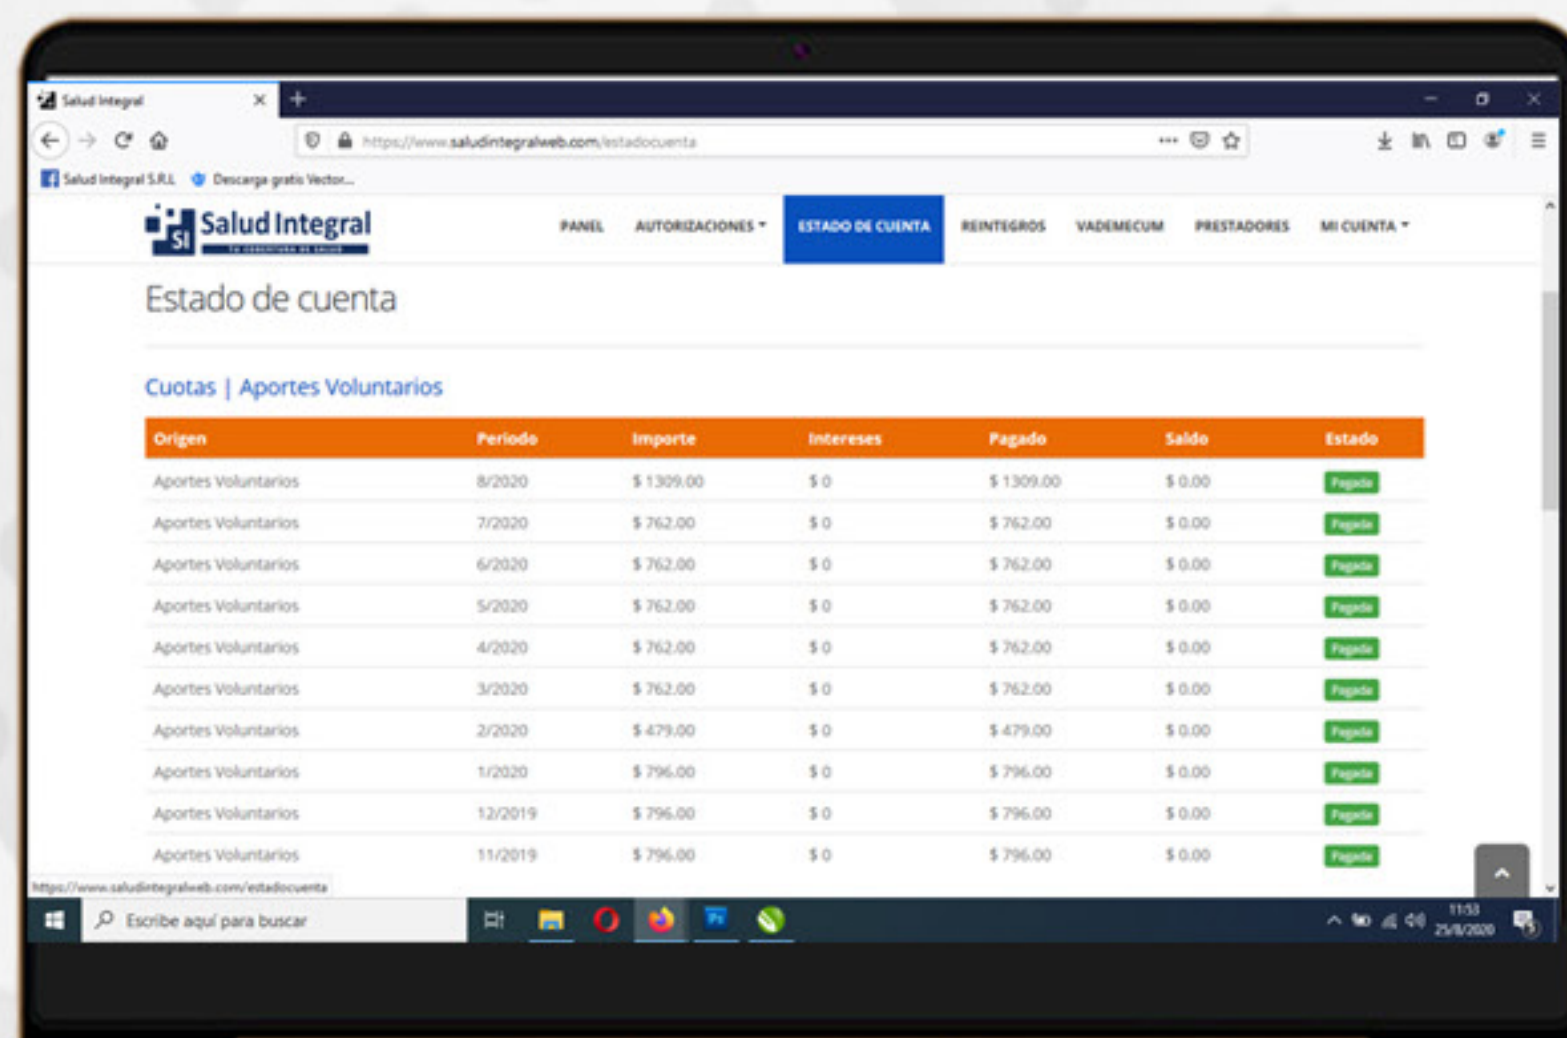 Salud Integral
https://www.saludintegralweb.com/estadocuenta
Salud Integral S.R.L. Descarga gratis Vector...
SI Salud Integral
TU COBERTURA DE SALUD
PANEL AUTORIZACIONES ESTADO DE CUENTA REINTEGROS VADEMECUM PRESTADORES MI CUENTA
Estado de cuenta
Cuotas | Aportes Voluntarios
Origen Periodo Importe Intereses Pagado Saldo Estado
Aportes Voluntarios 8/2020 $ 1309.00 $ 0 $ 1309.00 $ 0.00 Pagada
Aportes Voluntarios 7/2020 $ 762.00 $ 0 $ 762.00 $ 0.00 Pagada
Aportes Voluntarios 6/2020 $ 762.00 $ 0 $ 762.00 $ 0.00 Pagada
Aportes Voluntarios 5/2020 $ 762.00 $ 0 $ 762.00 $ 0.00 Pagada
Aportes Voluntarios 4/2020 $ 762.00 $ 0 $ 762.00 $ 0.00 Pagada
Aportes Voluntarios 3/2020 $ 762.00 $ 0 $ 762.00 $ 0.00 Pagada
Aportes Voluntarios 2/2020 $ 479.00 $ 0 $ 479.00 $ 0.00 Pagada
Aportes Voluntarios 1/2020 $ 796.00 $ 0 $ 796.00 $ 0.00 Pagada
Aportes Voluntarios 12/2019 $ 796.00 $ 0 $ 796.00 $ 0.00 Pagada
Aportes Voluntarios 11/2019 $ 796.00 $ 0 $ 796.00 $ 0.00 Pagada
https://www.saludintegralweb.com/estadocuenta
Escribe aquí para buscar
Ps
11:53
25/8/2020
5